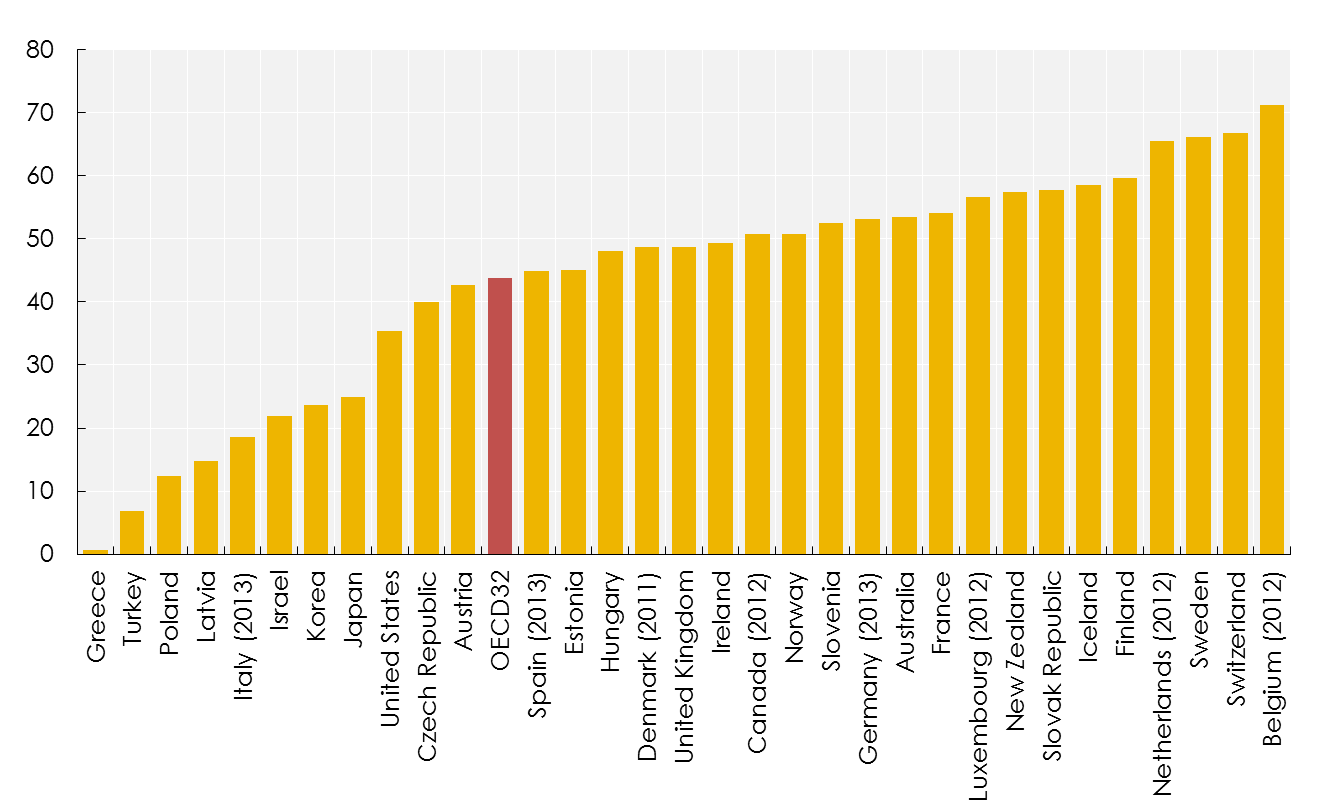 80
70
60
50
40
30
20
10
0
Greece
Turkey
Poland
Latvia
Italy (2013)
Israel
Korea
Japan
United States
Czech Republic
Austria
OECD32
Spain (2013)
Estonia
Hungary
Denmark (2011)
United Kingdom
Ireland
Canada (2012)
Norway
Slovenia
Germany (2013)
Australia
France
Luxembourg (2012)
New Zealand
Slovak Republic
Iceland
Finland
Netherlands (2012)
Sweden
Switzerland
Belgium (2012)